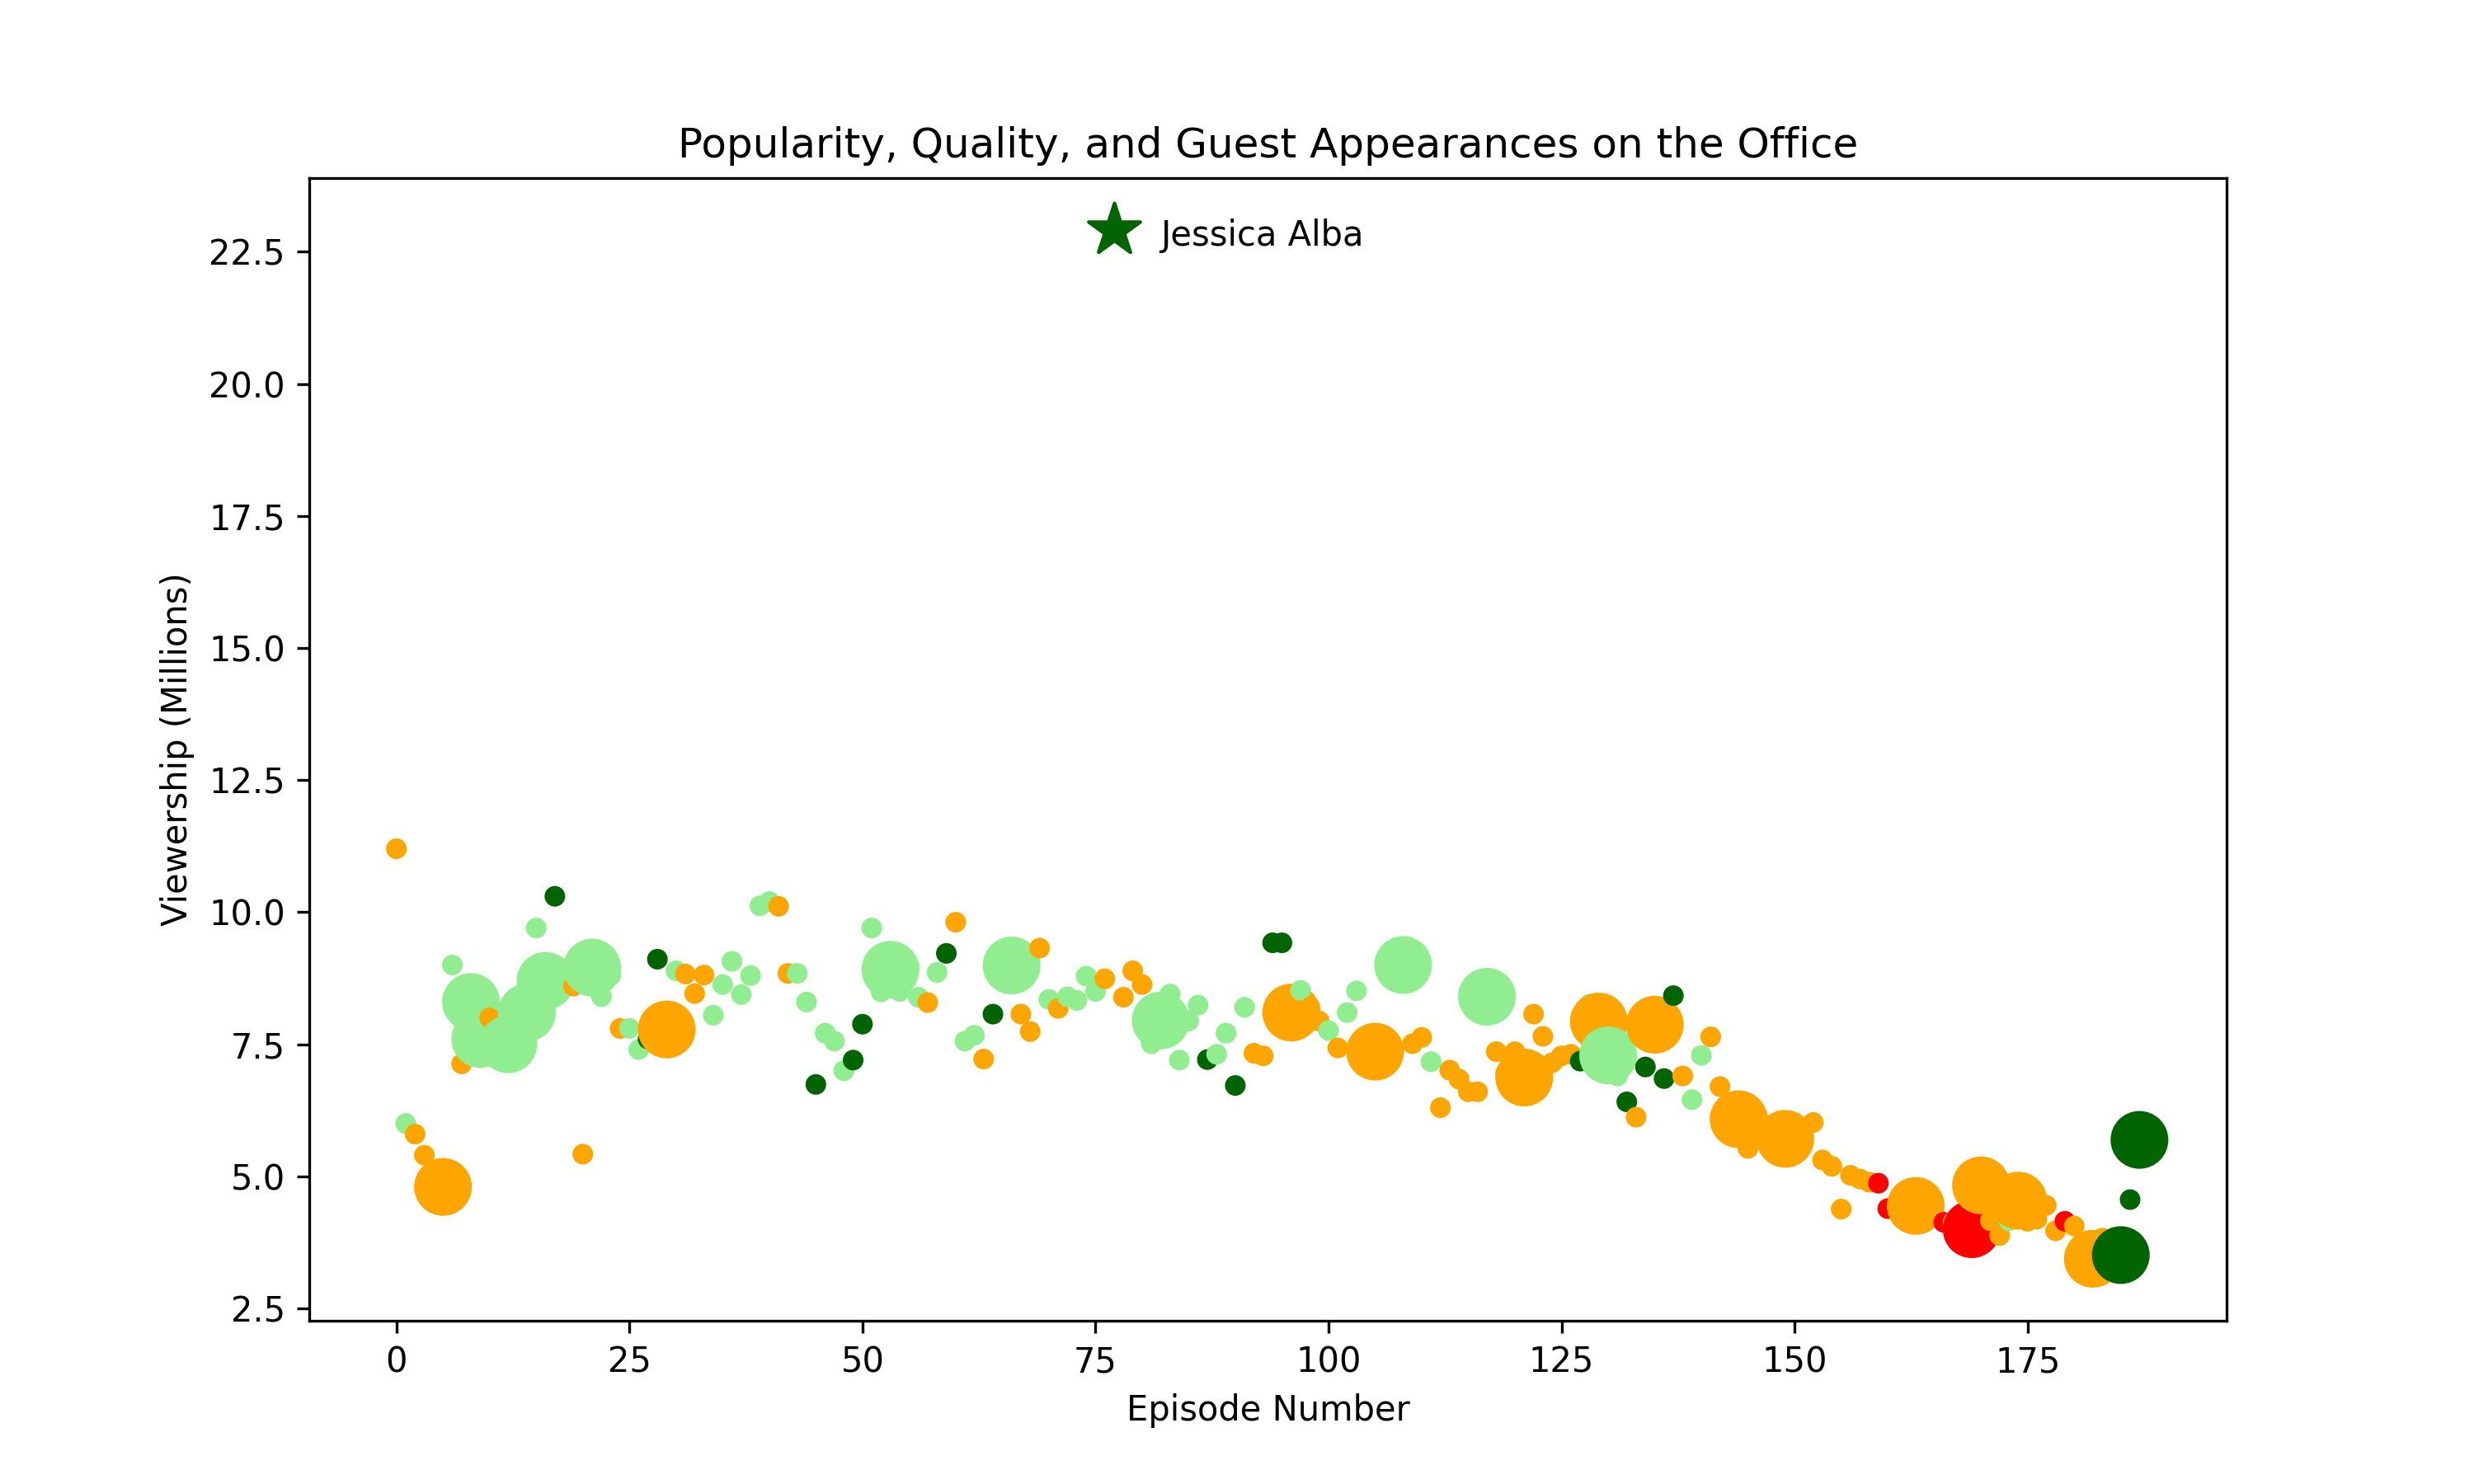 Popularity, Quality, and Guest Appearances on the Office
Jessica Alba
22.5
20.0
17.5
15.0
12.5
10.0
7.5
5.0
2.5
Viewership (Millions)
0 25 50 75 100 125 150 175
Episode Number